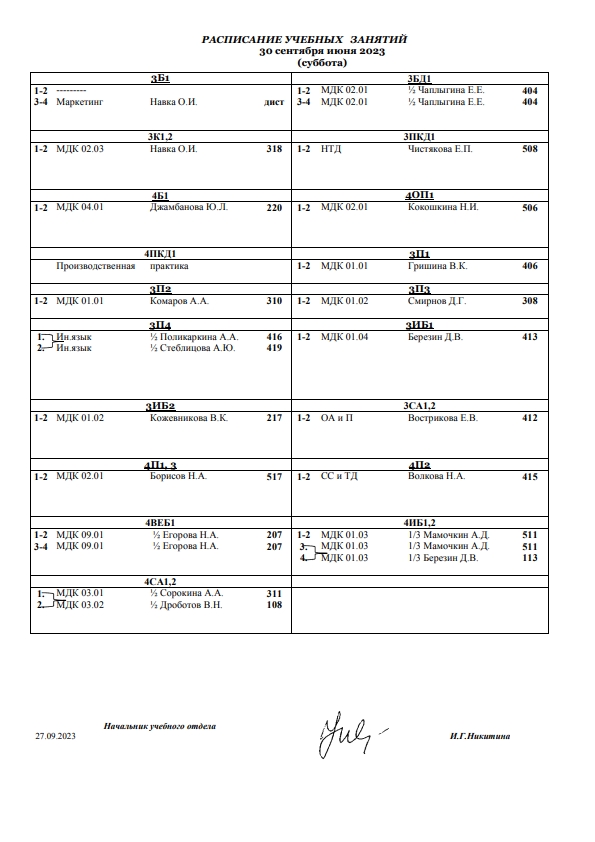 РАСПИСАНИЕ УЧЕБНЫХ ЗАНЯТИЙ
30 сентября июня 2023
(суббота)
3Б1
1-2 ---------
3-4 Маркетинг Навка О.И. дист
3БД1
1-2 МДК 02.01 ½ Чаплыгина Е.Е. 404
3-4 МДК 02.01 ½ Чаплыгина Е.Е. 404
3К1,2
1-2 МДК 02.03 Навка О.И. 318
3ПКД1
1-2 НТД Чистякова Е.П. 508
4Б1
1-2 МДК 04.01 Джамбанова Ю.Л. 220
4ОП1
1-2 МДК 02.01 Кокошкина Н.И. 506
4ПКД1
Производственная практика
3П1
1-2 МДК 01.01 Гришина В.К. 406
3П2
1-2 МДК 01.01 Комаров А.А. 310
3П3
1-2 МДК 01.02 Смирнов Д.Г. 308
3П4
1. Ин.язык ½ Поликаркина А.А. 416
2. Ин.язык ½ Стеблицова А.Ю. 419
3ИБ1
1-2 МДК 01.04 Березин Д.В. 413
3ИБ2
1-2 МДК 01.02 Кожевникова В.К. 217
3СА1,2
1-2 ОА и П Вострикова Е.В. 412
4П1, 3
1-2 МДК 02.01 Борисов Н.А. 517
4П2
1-2 СС и ТД Волкова Н.А. 415
4ВЕБ1
1-2 МДК 09.01 ½ Егорова Н.А. 207
3-4 МДК 09.01 ½ Егорова Н.А. 207
4ИБ1,2
1-2 МДК 01.03 1/3 Мамочкин А.Д. 511
3. МДК 01.03 1/3 Мамочкин А.Д. 511
4. МДК 01.03 1/3 Березин Д.В. 113
4СА1,2
1. МДК 03.01 ½ Сорокина А.А. 311
2. МДК 03.02 ½ Дроботов В.Н. 108
Начальник учебного отдела
27.09.2023 И.Г.Никитина